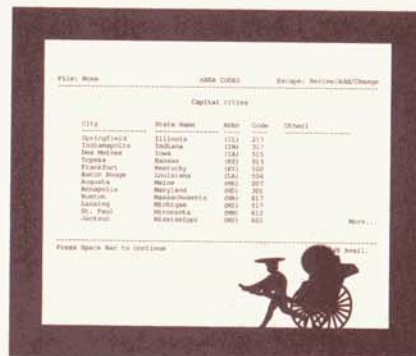 File: None AREA CODES Escape: Review/Add/Change
Capital cities
City State Name Abbr Code Other1
Springfield Illinois (IL) 217
Indianapolis Indiana (IN) 317
Des Moines Iowa (IA) 515
Topeka Kansas (KS) 913
Frankfort Kentucky (KY) 502
Baton Rouge Louisiana (LA) 504
Augusta Maine (ME) 207
Annapolis Maryland (MD) 301
Boston Massachusetts (MA) 617
Lansing Michigan (MI) 517
St. Paul Minnesota (MN) 612
Jackson Mississippi (MS) 601
More...
Press Space Bar to continue Avail.